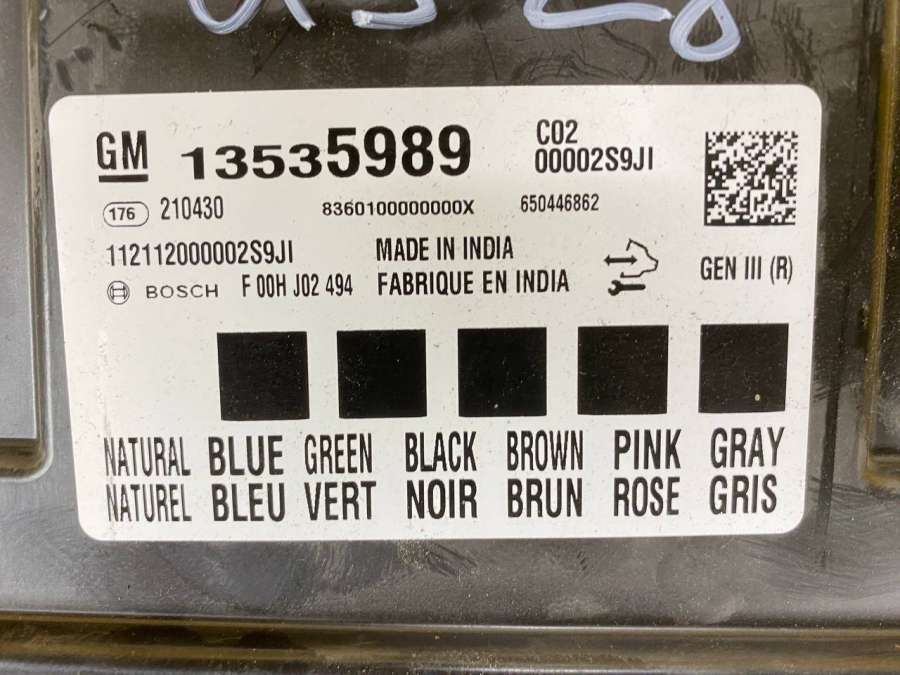 GM 13535989 C02
00002S9JI
176 210430 8360100000000X 650446862
112112000002S9JI MADE IN INDIA
BOSCH F 00H J02 494 FABRIQUE EN INDIA GEN III (R)
NATURAL BLUE GREEN BLACK BROWN PINK GRAY
NATUREL BLEU VERT NOIR BRUN ROSE GRIS